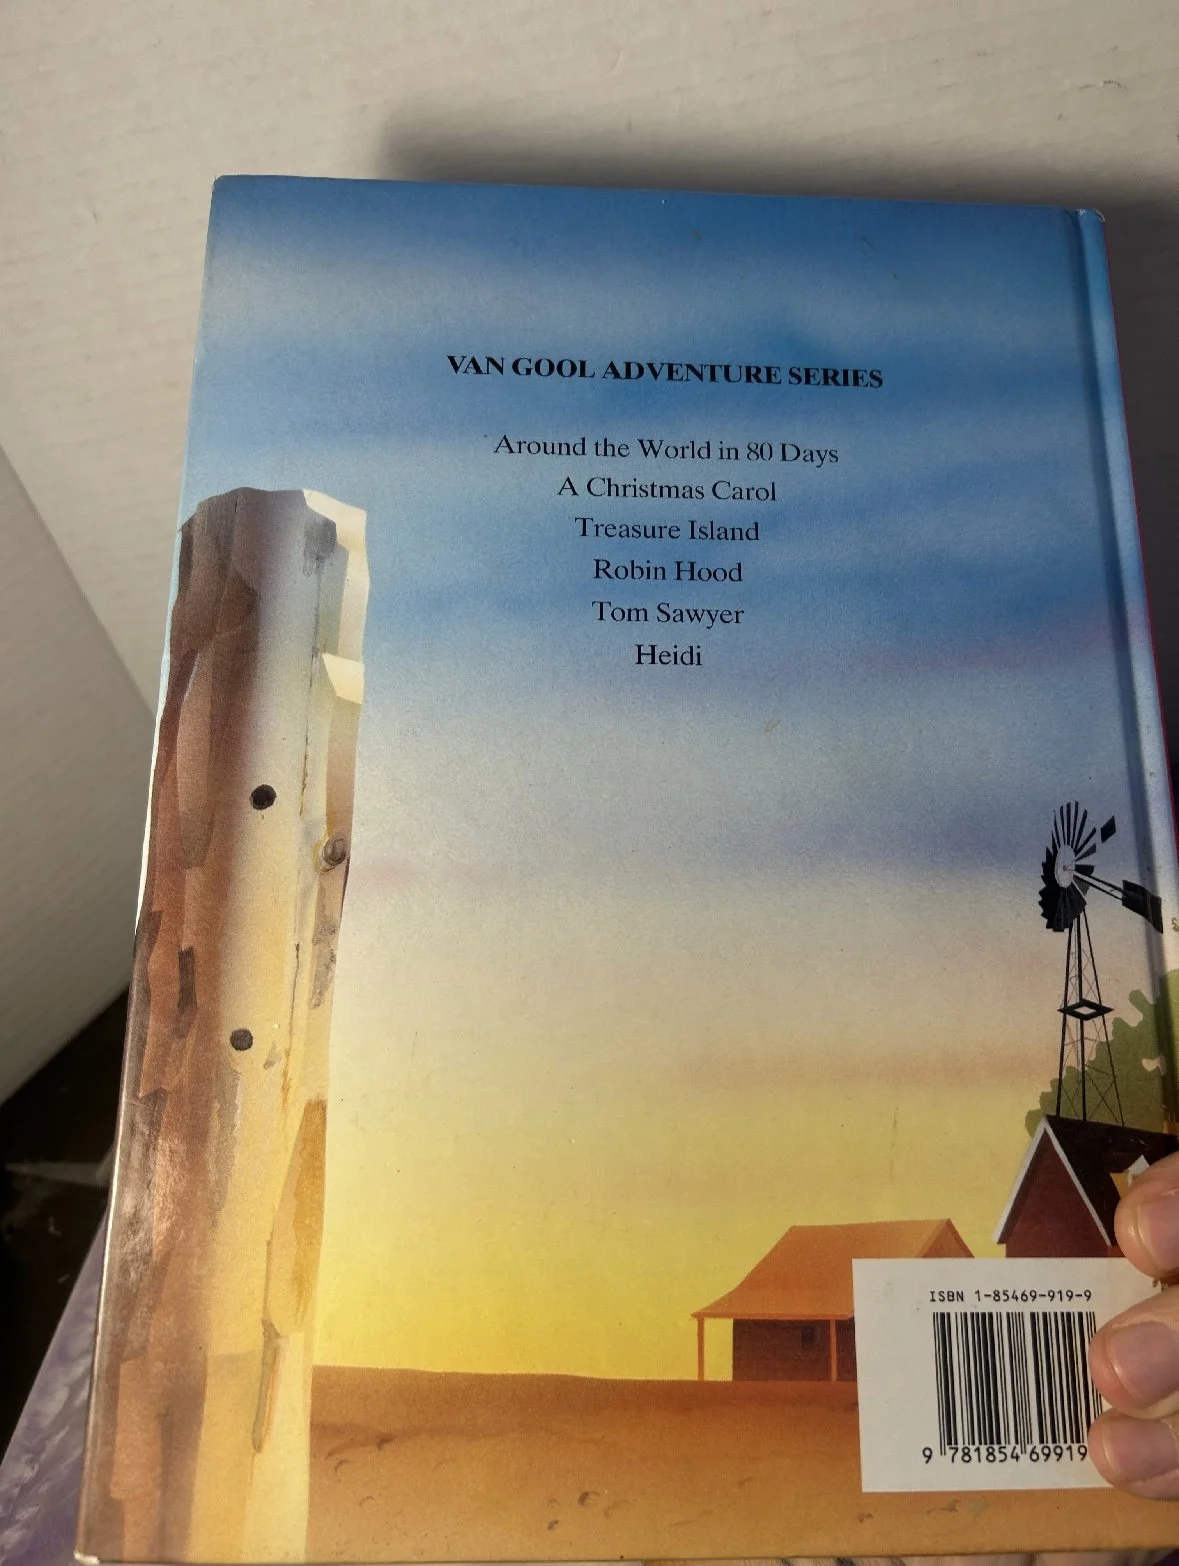 VAN GOOL ADVENTURE SERIES
Around the World in 80 Days
A Christmas Carol
Treasure Island
Robin Hood
Tom Sawyer
Heidi
ISBN 1-85469-919-9
9 781854 69919